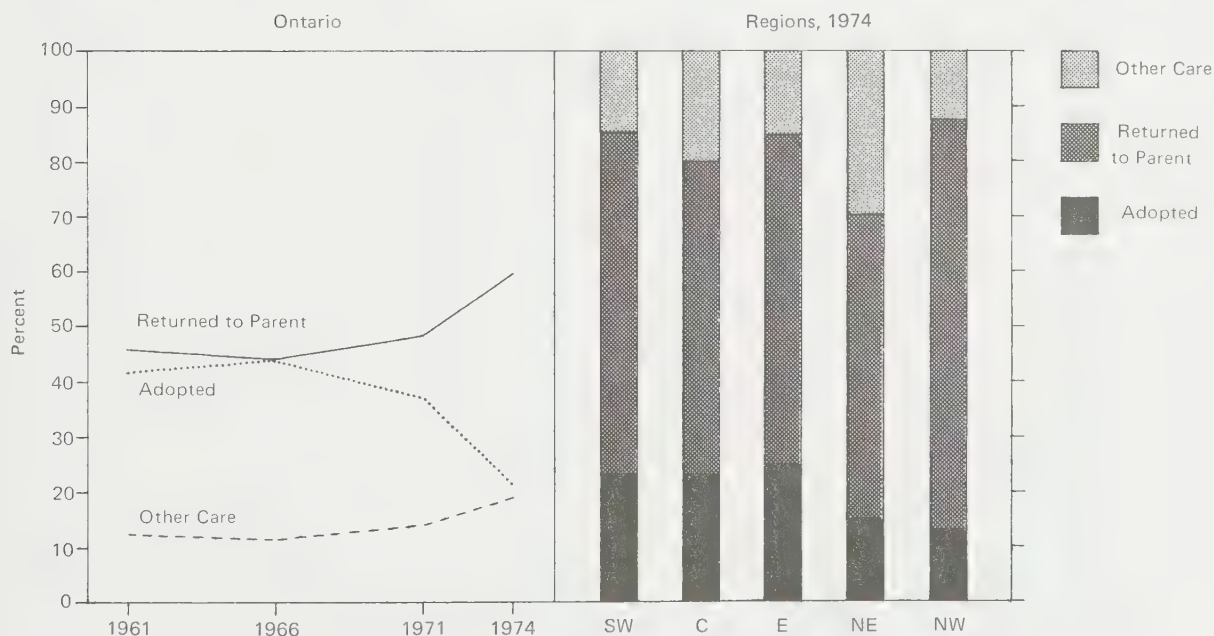 Ontario
Regions, 1974
100
90
80
70
60
50
40
30
20
10
0
Percent
Returned to Parent
Adopted
Other Care
1961
1966
1971
1974
SW
C
E
NE
NW
Other Care
Returned
to Parent
Adopted